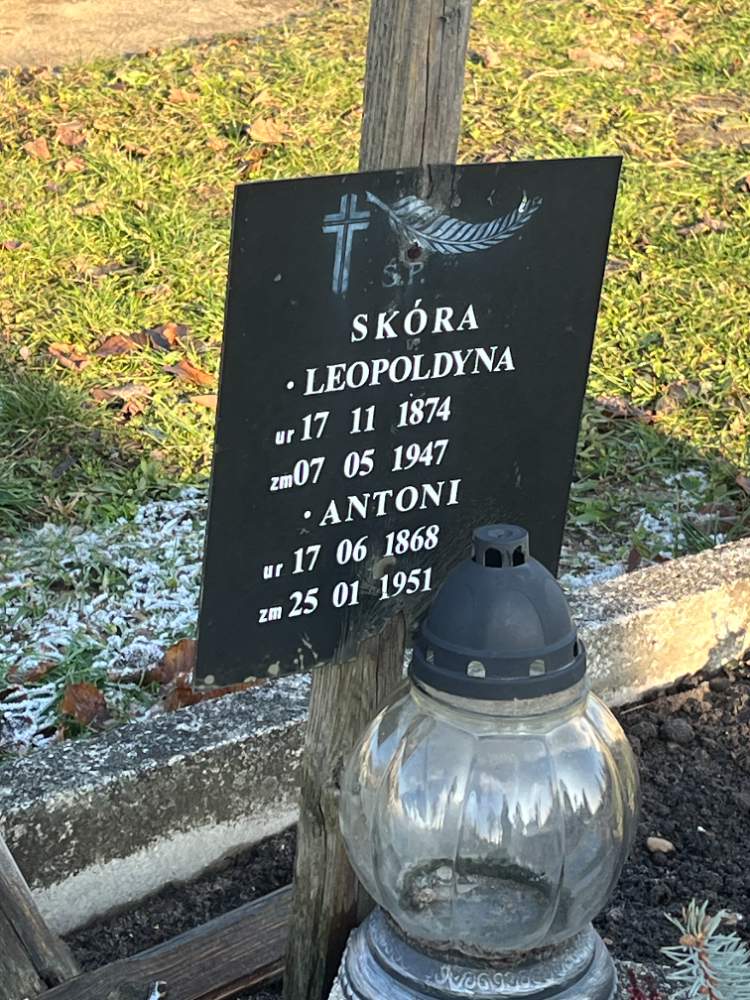 Ś.P.
SKÓRA
• LEOPOLDYNA
ur 17 11 1874
zm 07 05 1947
• ANTONI
ur 17 06 1868
zm 25 01 1951